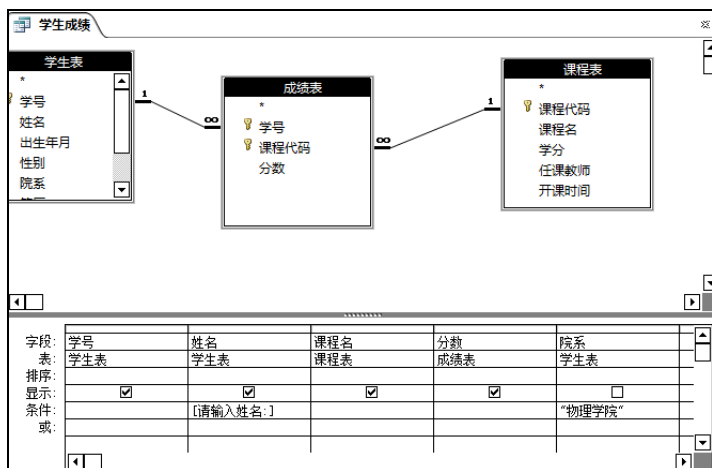 学生成绩
学生表
*
学号
姓名
出生年月
性别
院系
1
∞
成绩表
*
学号
课程代码
分数
∞
1
课程表
*
课程代码
课程名
学分
任课教师
开课时间
字段: 学号 姓名 课程名 分数 院系
表: 学生表 学生表 课程表 成绩表 学生表
排序:
显示:
条件: [请输入姓名:] "物理学院"
或: